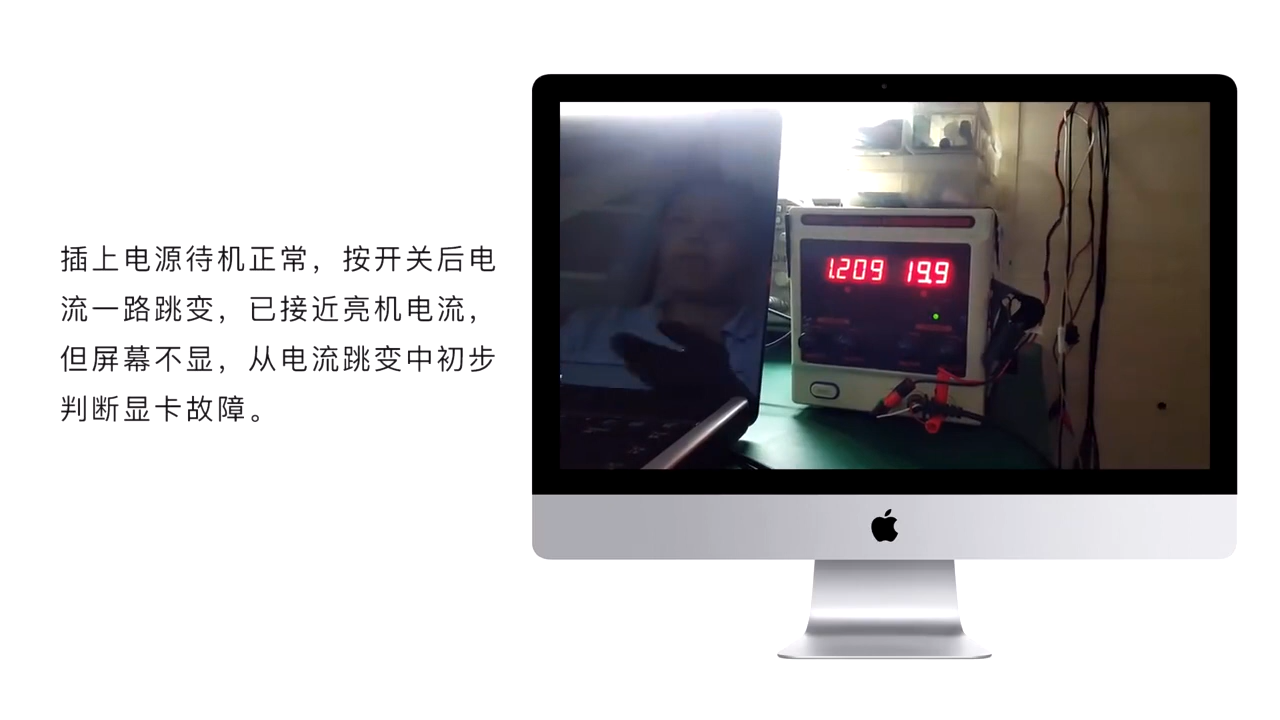 插上电源待机正常，按开关后电
流一路跳变，已接近亮机电流，
但屏幕不显，从电流跳变中初步
判断显卡故障。
1.209 19.9